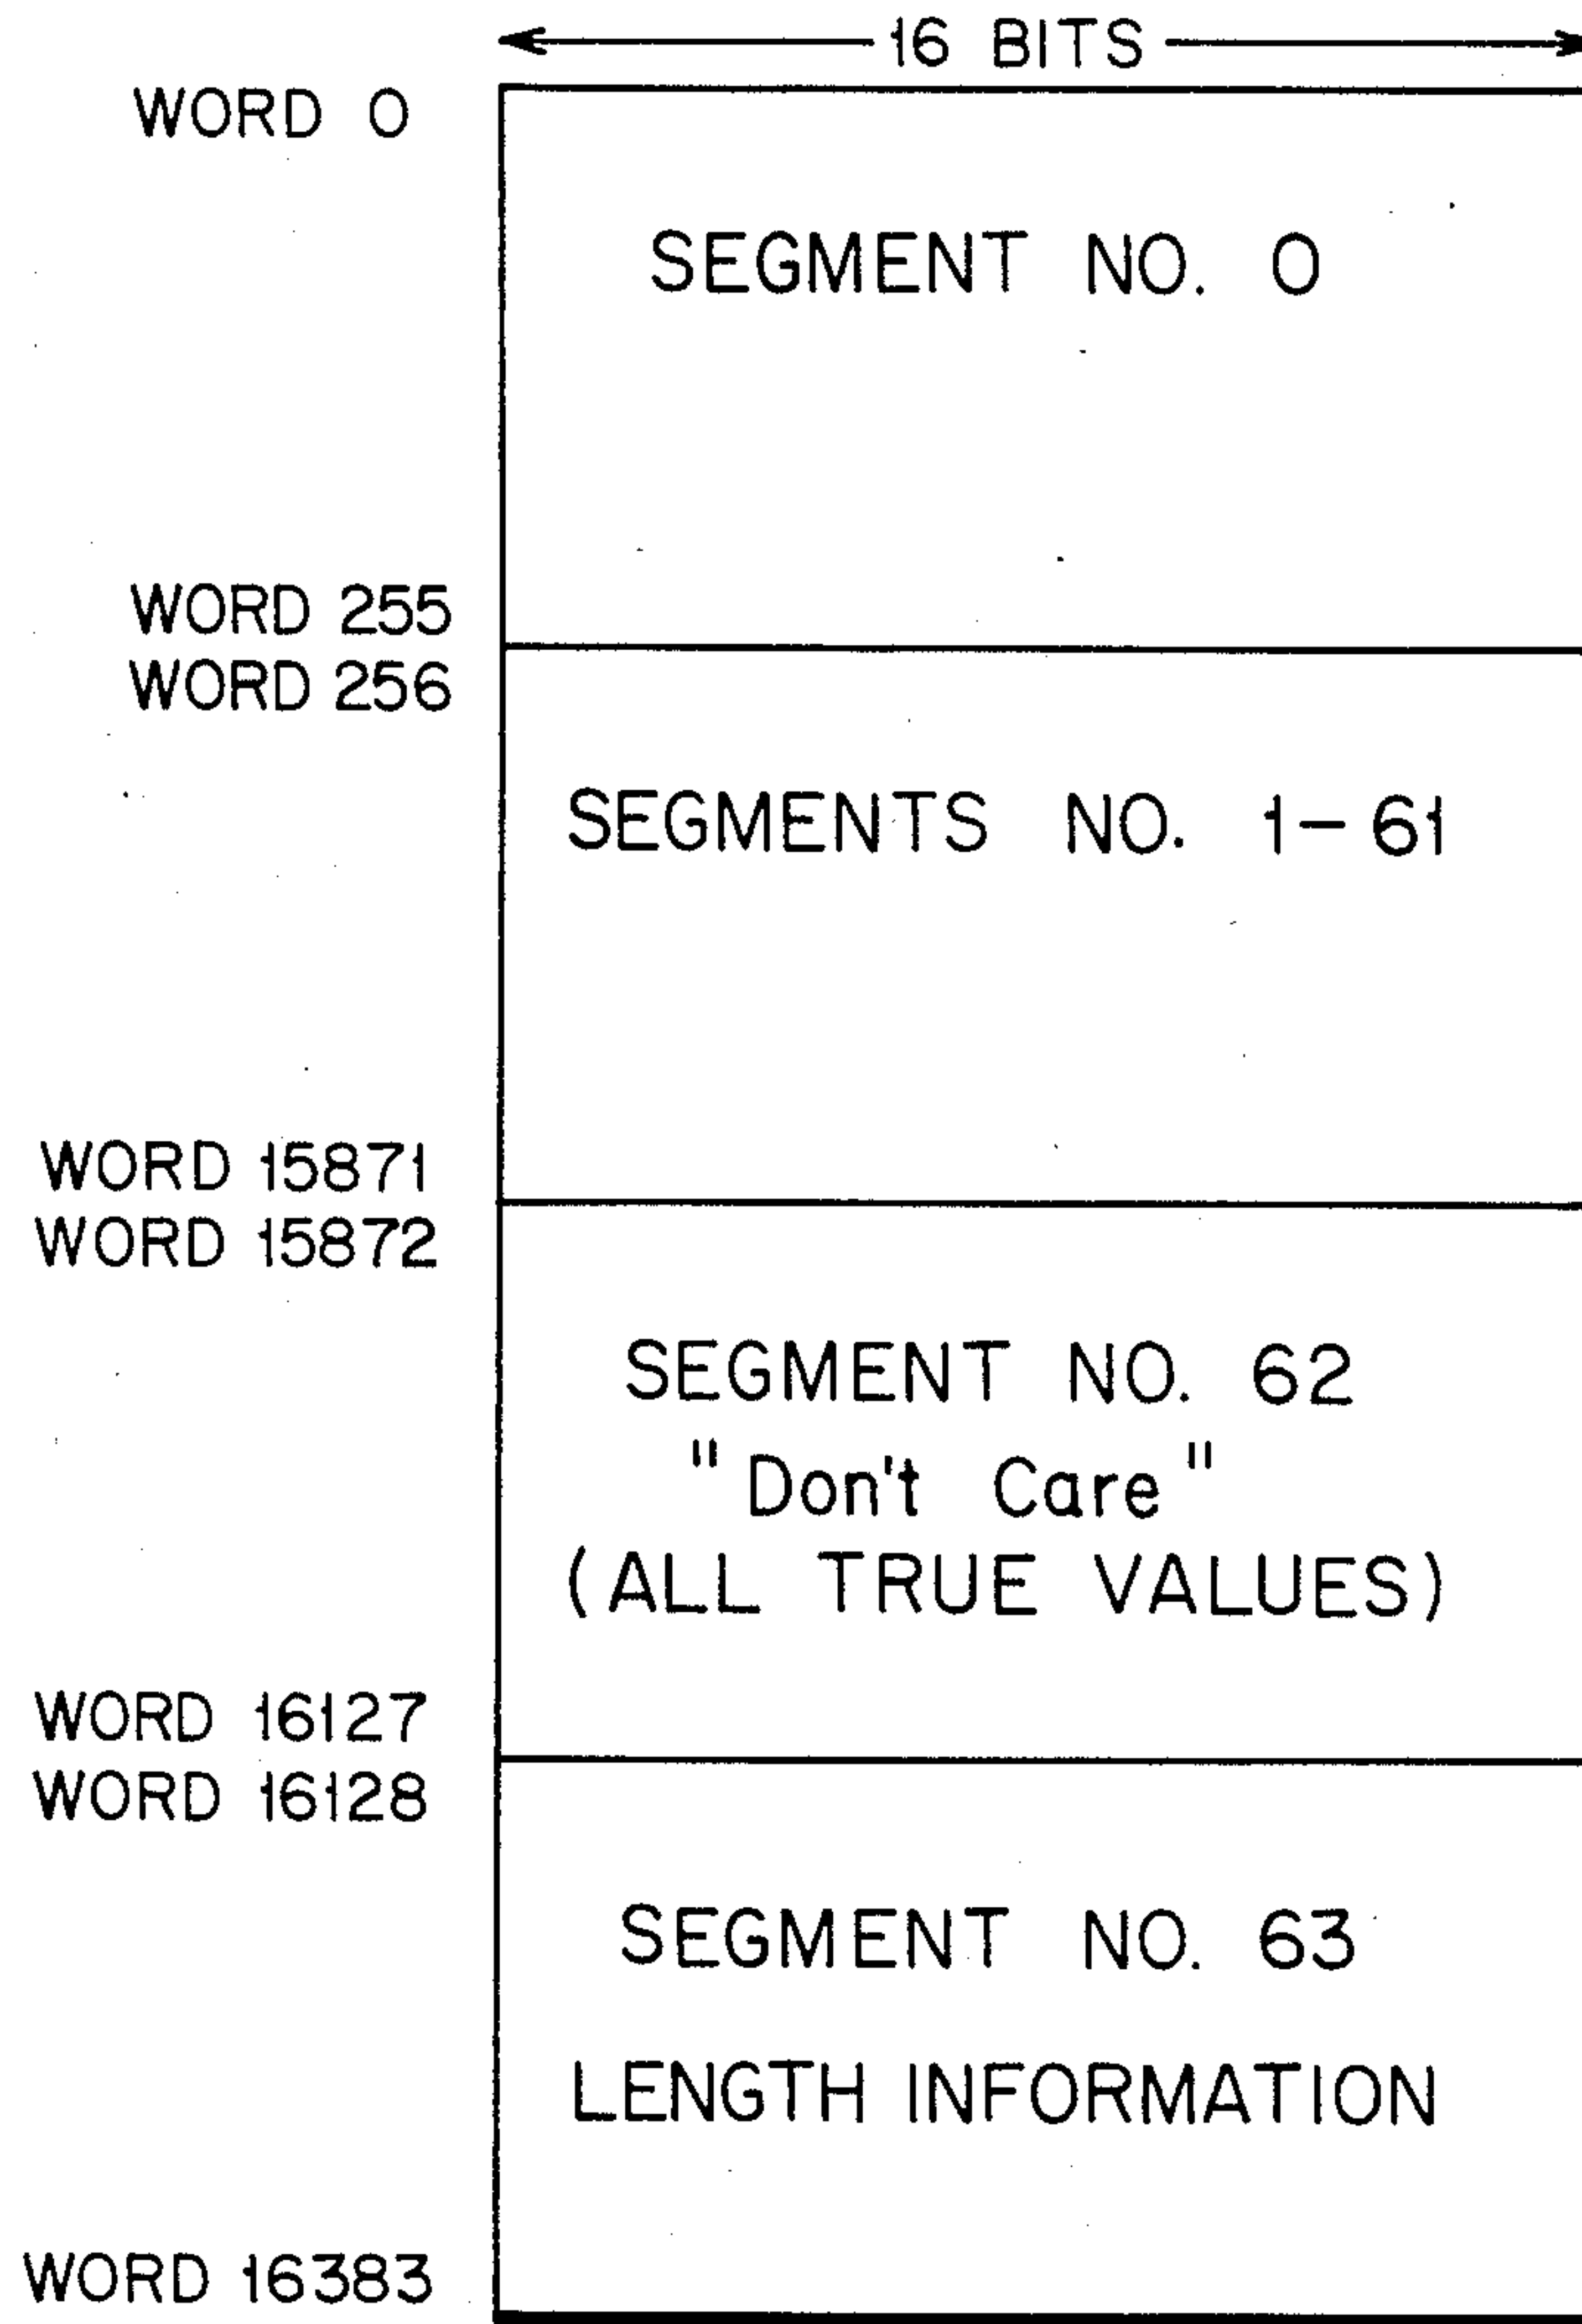 16 BITS
WORD 0
SEGMENT NO. 0
WORD 255
WORD 256
SEGMENTS NO. 1-61
WORD 15871
WORD 15872
SEGMENT NO. 62
"Don't Care"
(ALL TRUE VALUES)
WORD 16127
WORD 16128
SEGMENT NO. 63
LENGTH INFORMATION
WORD 16383